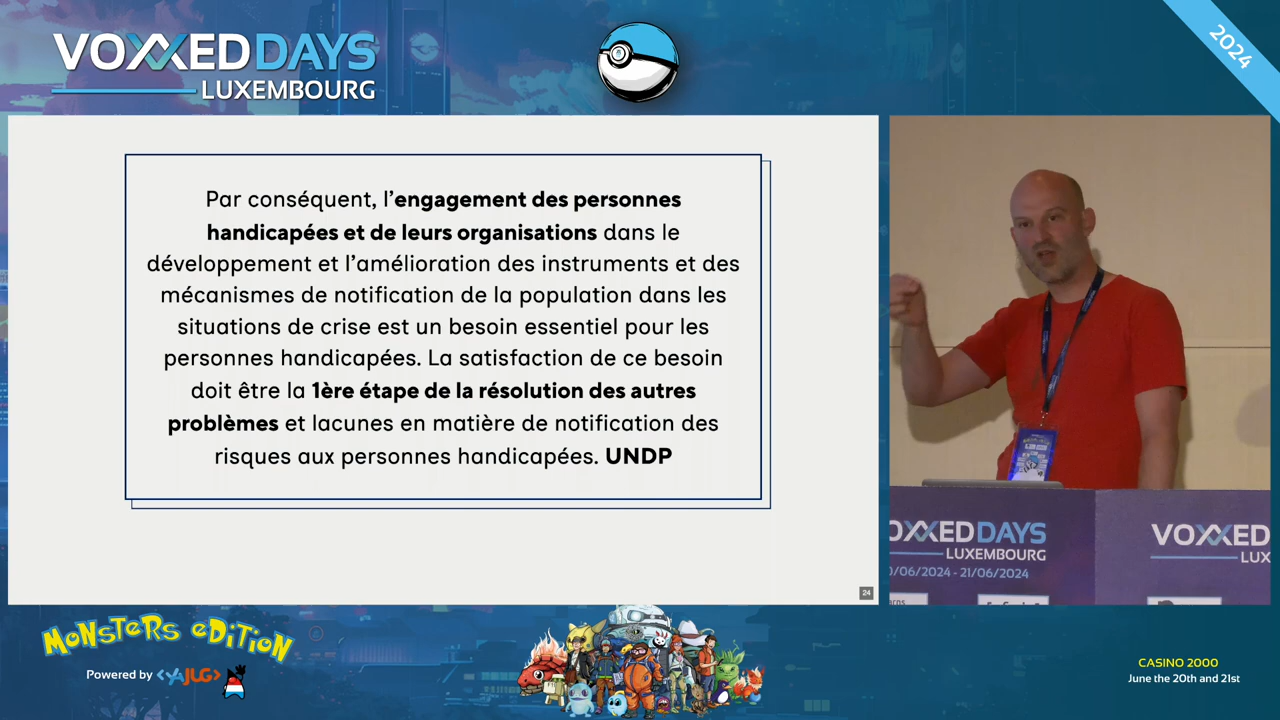 VOXXED DAYS
LUXEMBOURG
2024
Par conséquent, l’engagement des personnes
handicapées et de leurs organisations dans le
développement et l’amélioration des instruments et des
mécanismes de notification de la population dans les
situations de crise est un besoin essentiel pour les
personnes handicapées. La satisfaction de ce besoin
doit être la 1ère étape de la résolution des autres
problèmes et lacunes en matière de notification des
risques aux personnes handicapées. UNDP
24
OXXED DAYS
LUXEMBOURG
0/06/2024 - 21/06/2024
VOXXED
LUX
MONSTERS EDITION
Powered by <YAJUG>
CASINO 2000
June the 20th and 21st